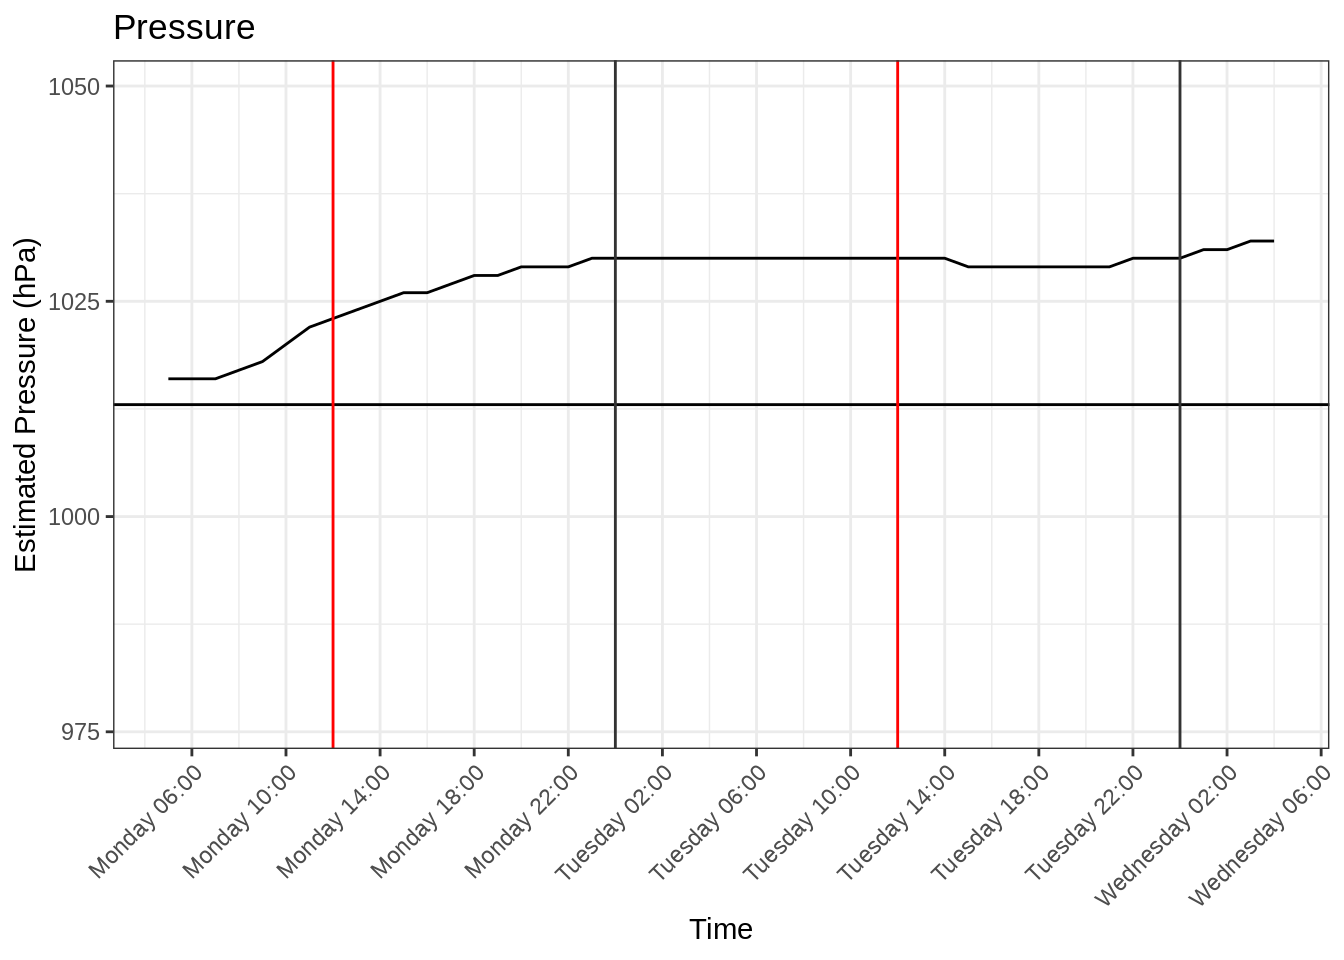 Pressure
Estimated Pressure (hPa)
1050
1025
1000
975
Monday 06:00
Monday 10:00
Monday 14:00
Monday 18:00
Monday 22:00
Tuesday 02:00
Tuesday 06:00
Tuesday 10:00
Tuesday 14:00
Tuesday 18:00
Tuesday 22:00
Wednesday 02:00
Wednesday 06:00
Time